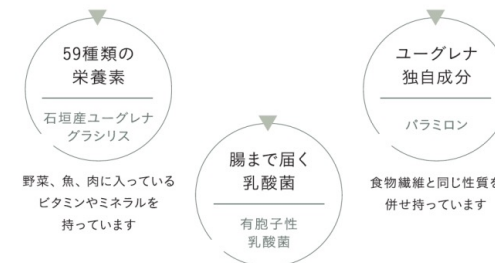 59種類の
栄養素
石垣産ユーグレナ
グラシリス
野菜、魚、肉に入っている
ビタミンやミネラルを
持っています
腸まで届く
乳酸菌
有胞子性
乳酸菌
ユーグレナ
独自成分
パラミロン
食物繊維と同じ性質を
併せ持っています